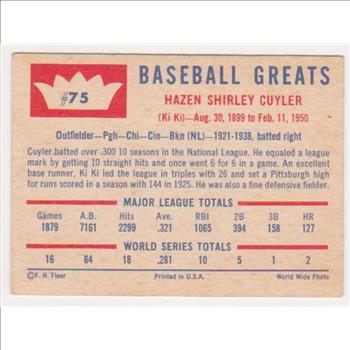 #75
BASEBALL GREATS
HAZEN SHIRLEY CUYLER
(Ki Ki)—Aug. 30, 1899 to Feb. 11, 1950
Outfielder—Pgh—Chi—Cin—Bkn (NL)—1921-1938, batted right
Cuyler batted over .300 10 seasons in the National League. He equaled a league
mark by getting 10 straight hits and once went 6 for 6 in a game. An excellent
base runner, Ki Ki led the league in triples with 26 and set a Pittsburgh high
for runs scored in a season with 144 in 1925. He was also a fine defensive fielder.
MAJOR LEAGUE TOTALS
Games A.B. Hits Ave. RBI 2B 3B HR
1879 7161 2299 .321 1065 394 158 127
WORLD SERIES TOTALS
16 64 18 .281 10 5 2 2
©F. H. Fleer Printed in U.S.A. World Wide Photo